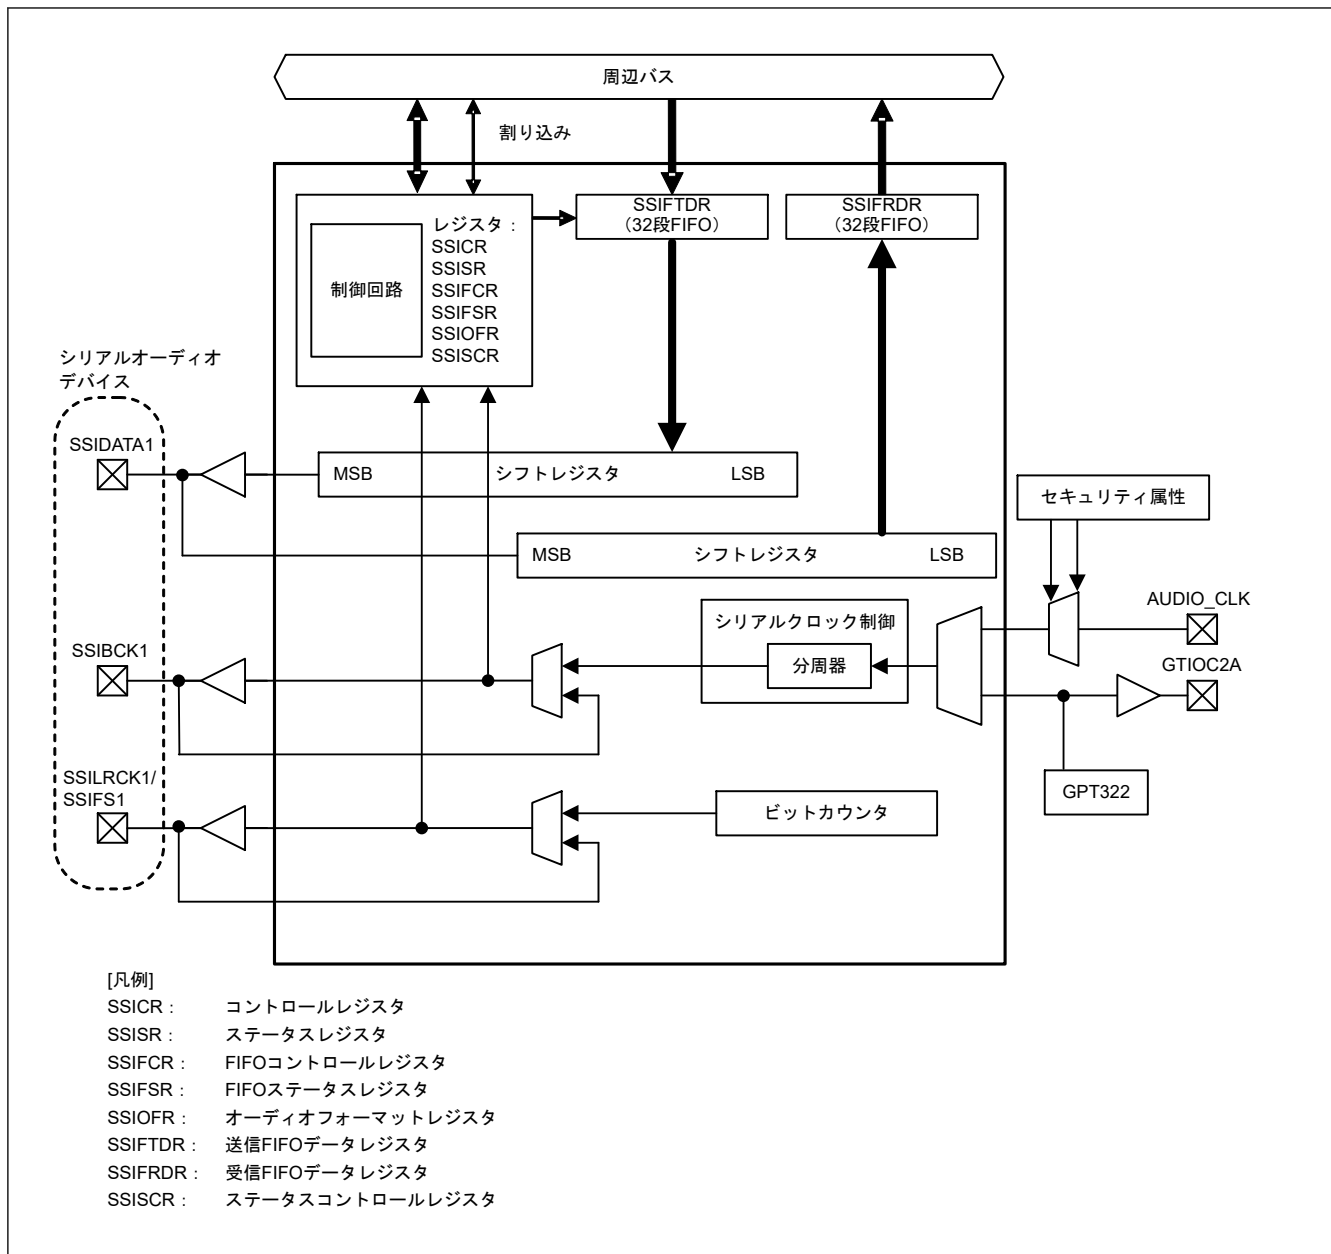 周辺バス
割り込み
SSIFTDR
（32段FIFO）
SSIFRDR
（32段FIFO）
レジスタ：
SSICR
SSISR
SSIFCR
SSIFSR
SSIOFR
SSISCR
制御回路
シリアルオーディオ
デバイス
SSIDATA1
MSB シフトレジスタ LSB
セキュリティ属性
MSB シフトレジスタ LSB
AUDIO_CLK
シリアルクロック制御
分周器
SSIBCK1
GTIOC2A
SSILRCK1/
SSIFS1
ビットカウンタ
GPT322
[凡例]
SSICR： コントロールレジスタ
SSISR： ステータスレジスタ
SSIFCR： FIFOコントロールレジスタ
SSIFSR： FIFOステータスレジスタ
SSIOFR： オーディオフォーマットレジスタ
SSIFTDR： 送信FIFOデータレジスタ
SSIFRDR： 受信FIFOデータレジスタ
SSISCR： ステータスコントロールレジスタ